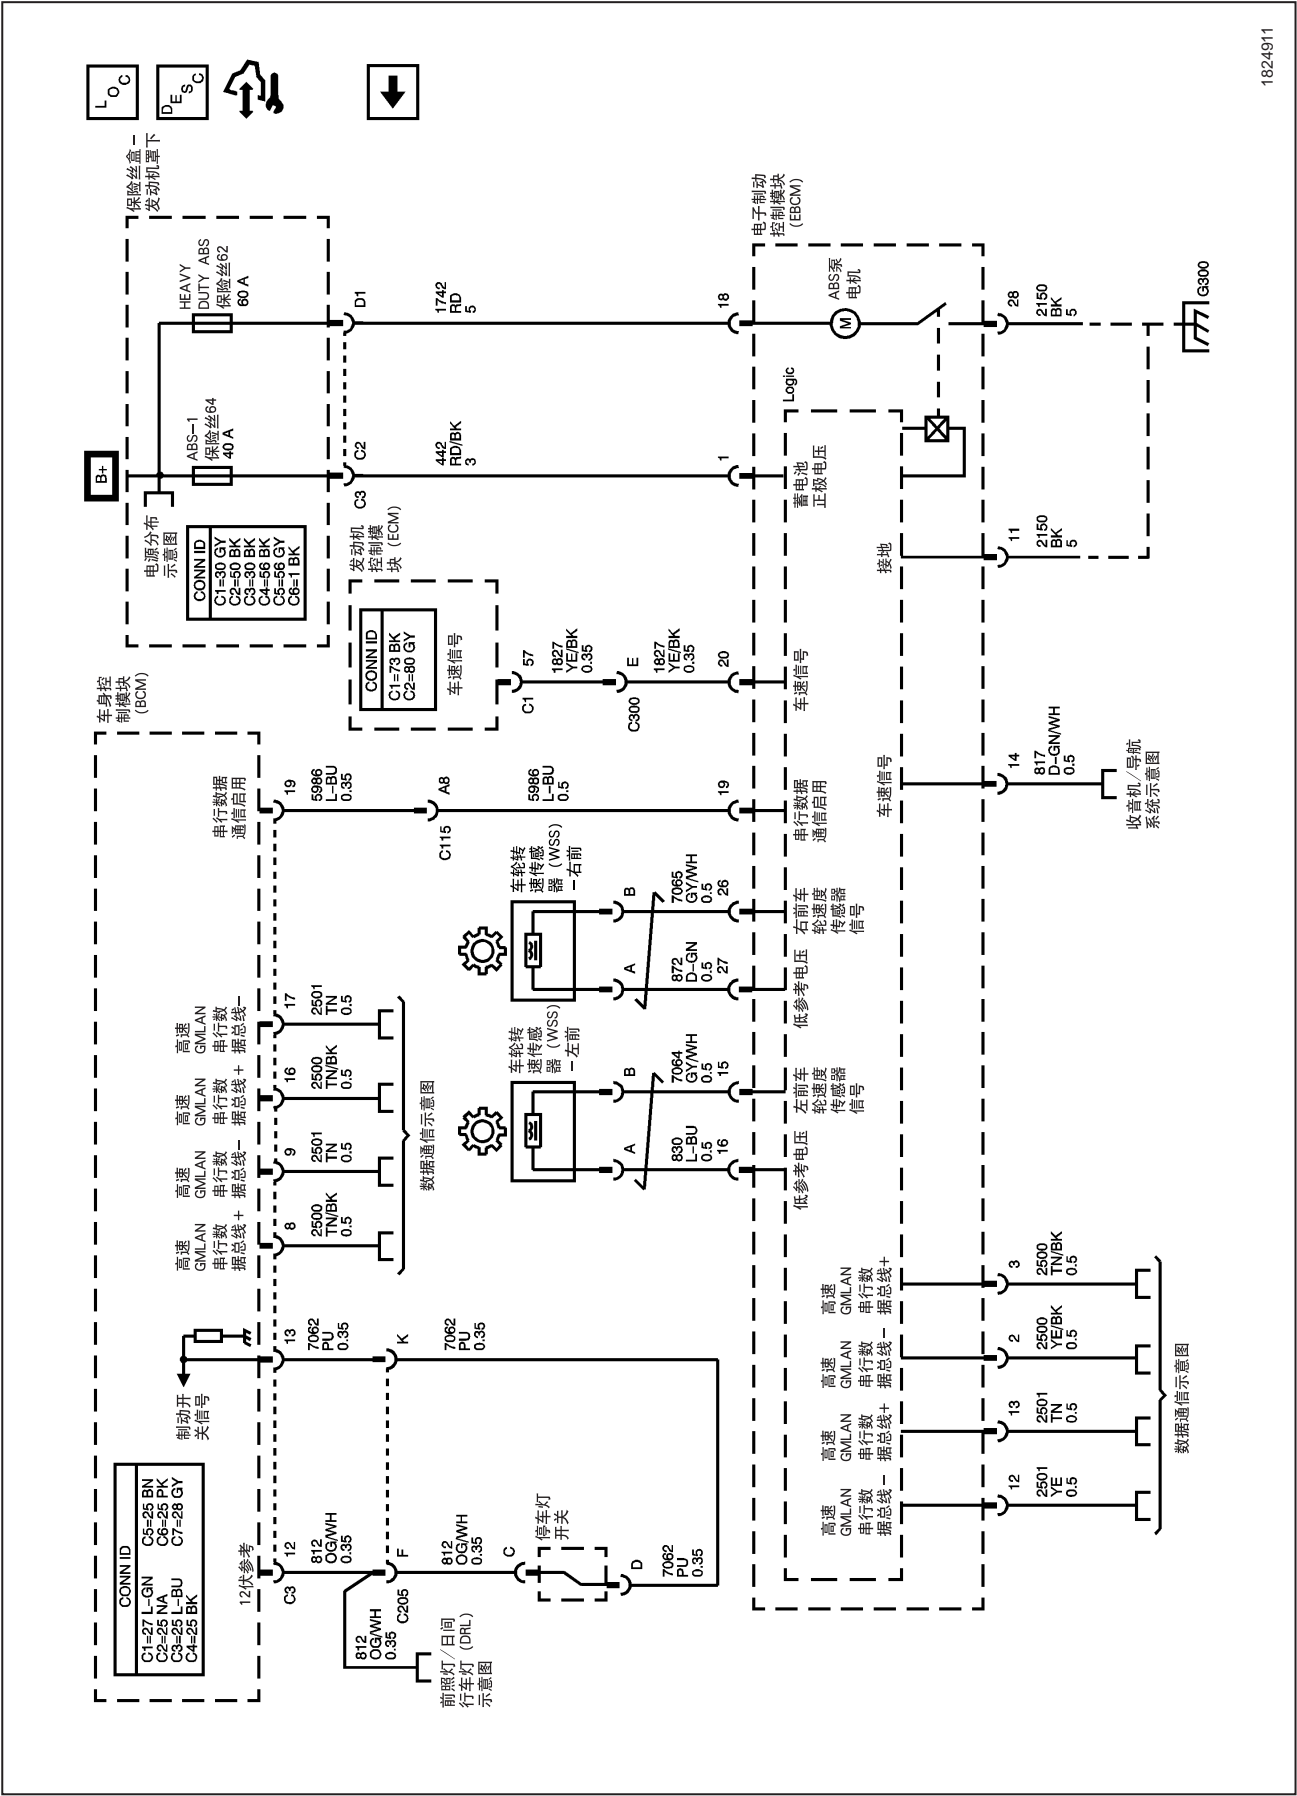 LOC
DESC
保险丝盒－
发动机罩下
B+
电源分布
示意图
ABS－1
保险丝64
40 A
HEAVY
DUTY ABS
保险丝62
60 A
CONN ID
C1=30 GY
C2=50 BK
C3=30 BK
C4=56 BK
C5=56 GY
C6=1 BK
C3
C2
D1
442
RD/BK
3
1742
RD
5
1
18
发动机
控制模
块 (ECM)
CONN ID
C1=73 BK
C2=80 GY
车速信号
C1
57
1827
YE/BK
0.35
C300
E
1827
YE/BK
0.35
20
车身控
制模块
(BCM)
CONN ID
C1=27 L–GN
C2=25 NA
C3=25 L–BU
C4=25 BK
C5=25 BN
C6=25 PK
C7=28 GY
12伏参考
制动开
关信号
高速
GMLAN
串行数
据总线+
高速
GMLAN
串行数
据总线−
高速
GMLAN
串行数
据总线+
高速
GMLAN
串行数
据总线−
串行数据
通信启用
C3
12
812
OG/WH
0.35
13
7062
PU
0.35
8
2500
TN/BK
0.5
9
2501
TN
0.5
16
2500
TN/BK
0.5
17
2501
TN
0.5
数据通信示意图
19
5986
L–BU
0.35
C115
A8
5986
L–BU
0.5
19
812
OG/WH
0.35
前照灯/日间
行车灯 (DRL)
示意图
C205
F
812
OG/WH
0.35
K
7062
PU
0.35
C
停车灯
开关
D
7062
PU
0.35
车轮转
速传感
器 (WSS)
－左前
A
B
830
L–BU
0.5
16
7064
GY/WH
0.5
15
车轮转
速传感
器 (WSS)
－右前
A
B
872
D–GN
0.5
27
7065
GY/WH
0.5
26
电子制动
控制模块
(EBCM)
Logic
低参考电压
左前车
轮速度
传感器
信号
低参考电压
右前车
轮速度
传感器
信号
串行数据
通信启用
车速信号
蓄电池
正极电压
ABS泵
电机
M
高速
GMLAN
串行数
据总线−
高速
GMLAN
串行数
据总线+
高速
GMLAN
串行数
据总线−
高速
GMLAN
串行数
据总线+
车速信号
接地
12
2501
YE
0.5
13
2501
TN
0.5
2
2500
YE/BK
0.5
3
2500
TN/BK
0.5
数据通信示意图
14
817
D–GN/WH
0.5
收音机/导航
系统示意图
11
2150
BK
5
28
2150
BK
5
G300
1824911